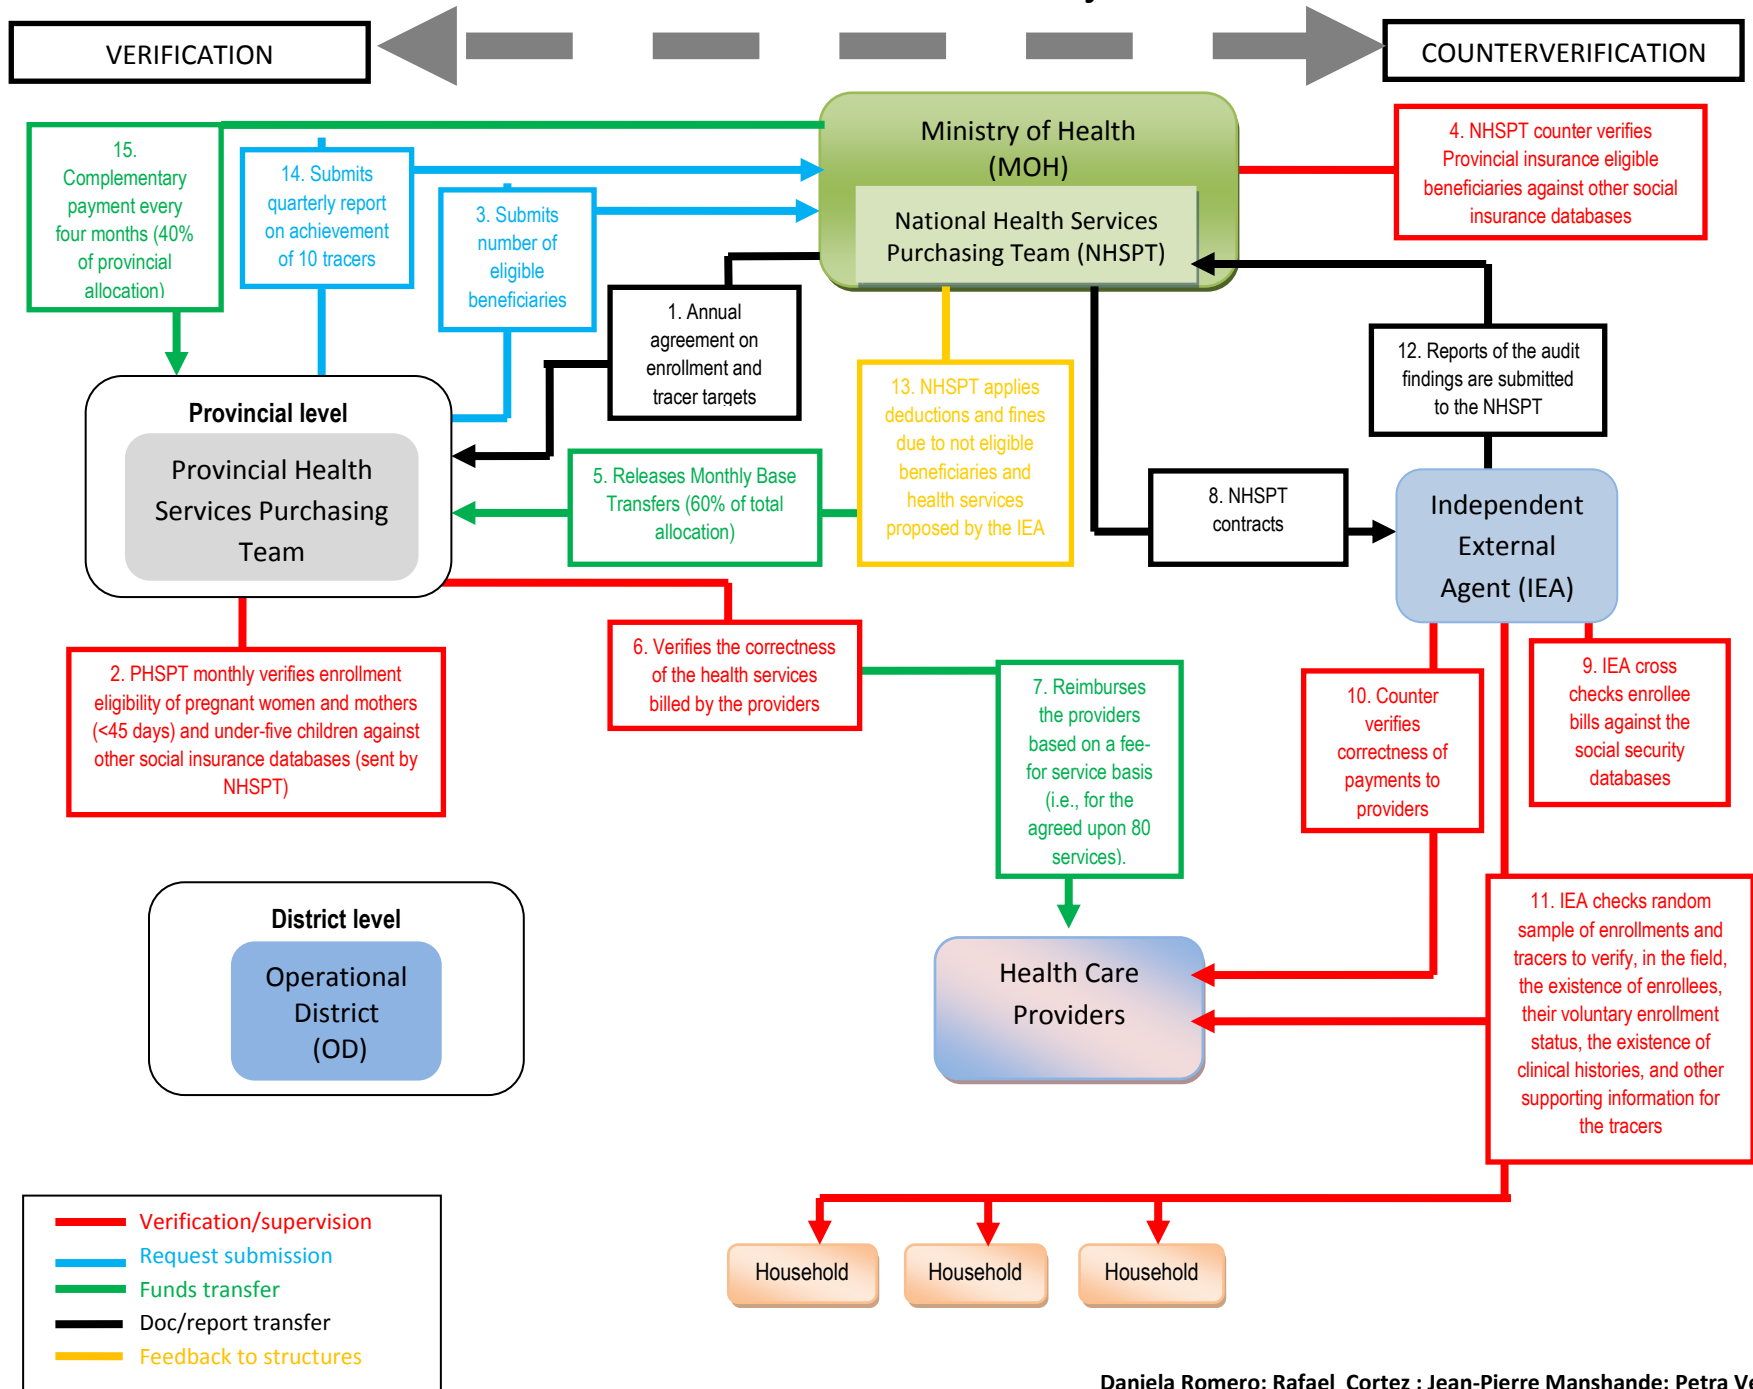 VERIFICATION
COUNTERVERIFICATION
15.
Complementary
payment every
four months (40%
of provincial
allocation)
14. Submits
quarterly report
on achievement
of 10 tracers
3. Submits
number of
eligible
beneficiaries
Ministry of Health
(MOH)
National Health Services
Purchasing Team (NHSPT)
4. NHSPT counter verifies
Provincial insurance eligible
beneficiaries against other social
insurance databases
1. Annual
agreement on
enrollment and
tracer targets
12. Reports of the audit
findings are submitted
to the NHSPT
13. NHSPT applies
deductions and fines
due to not eligible
beneficiaries and
health services
proposed by the IEA
Provincial level
Provincial Health
Services Purchasing
Team
5. Releases Monthly Base
Transfers (60% of total
allocation)
8. NHSPT
contracts
Independent
External
Agent (IEA)
2. PHSPT monthly verifies enrollment
eligibility of pregnant women and mothers
(<45 days) and under-five children against
other social insurance databases (sent by
NHSPT)
6. Verifies the correctness
of the health services
billed by the providers
7. Reimburses
the providers
based on a fee-
for service basis
(i.e., for the
agreed upon 80
services).
10. Counter
verifies
correctness of
payments to
providers
9. IEA cross
checks enrollee
bills against the
social security
databases
11. IEA checks random
sample of enrollments and
tracers to verify, in the field,
the existence of enrollees,
their voluntary enrollment
status, the existence of
clinical histories, and other
supporting information for
the tracers
District level
Operational
District
(OD)
Health Care
Providers
Household
Household
Household
Verification/supervision
Request submission
Funds transfer
Doc/report transfer
Feedback to structures
Daniela Romero; Rafael Cortez ; Jean-Pierre Manshande; Petra Ve